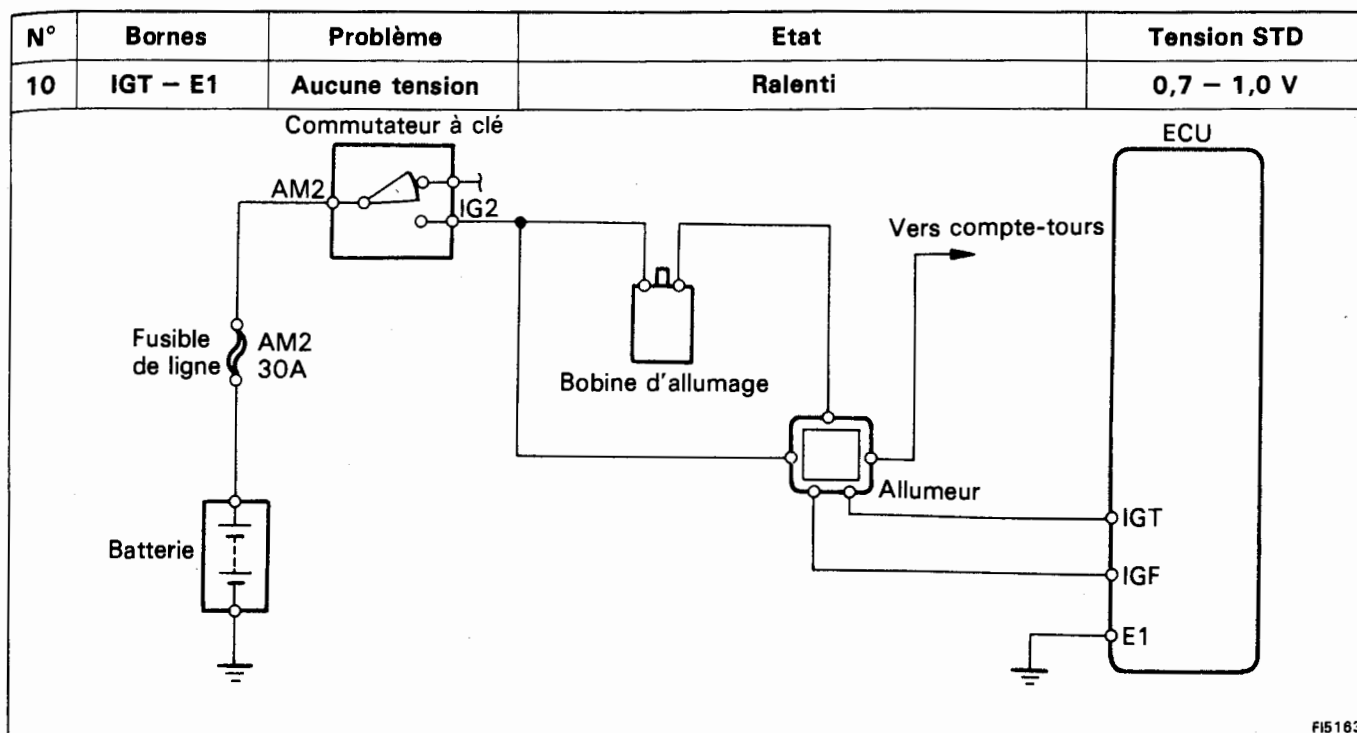 N° Bornes Problème Etat Tension STD
10 IGT — E1 Aucune tension Ralenti 0,7 — 1,0 V
Commutateur à clé
ECU
AM2
IG2
Vers compte-tours
Fusible de ligne
AM2 30A
Bobine d'allumage
Allumeur
Batterie
IGT
IGF
E1
FI5163